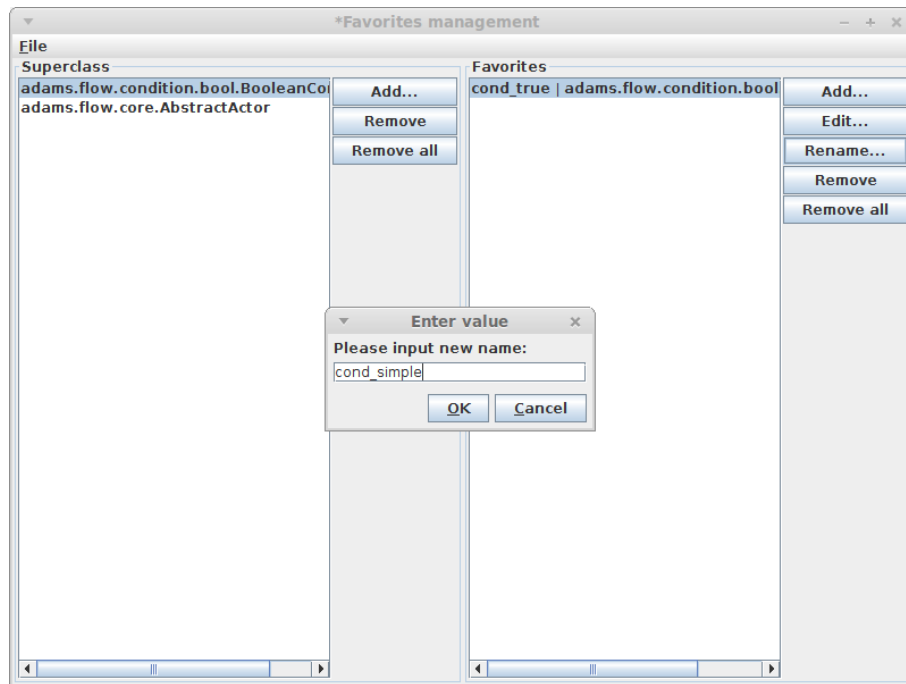 *Favorites management
File
Superclass
adams.flow.condition.bool.BooleanCo
adams.flow.core.AbstractActor
Add...
Remove
Remove all
Favorites
cond_true | adams.flow.condition.bool
Add...
Edit...
Rename...
Remove
Remove all
Enter value
Please input new name:
cond_simple
OK
Cancel